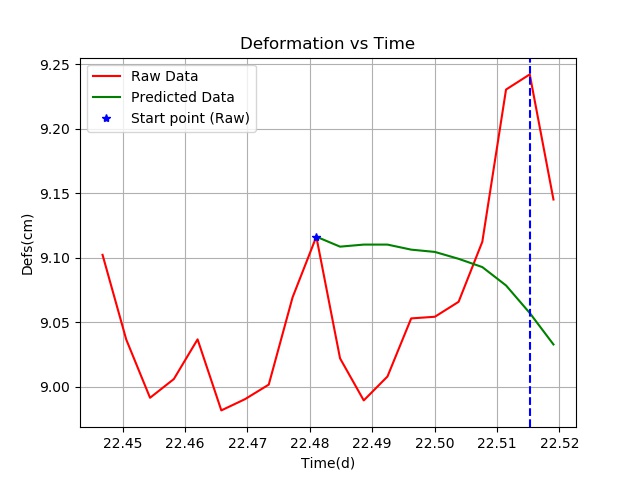 Deformation vs Time
Raw Data
Predicted Data
Start point (Raw)
9.25
9.20
9.15
9.10
9.05
9.00
Defs(cm)
22.45 22.46 22.47 22.48 22.49 22.50 22.51 22.52
Time(d)